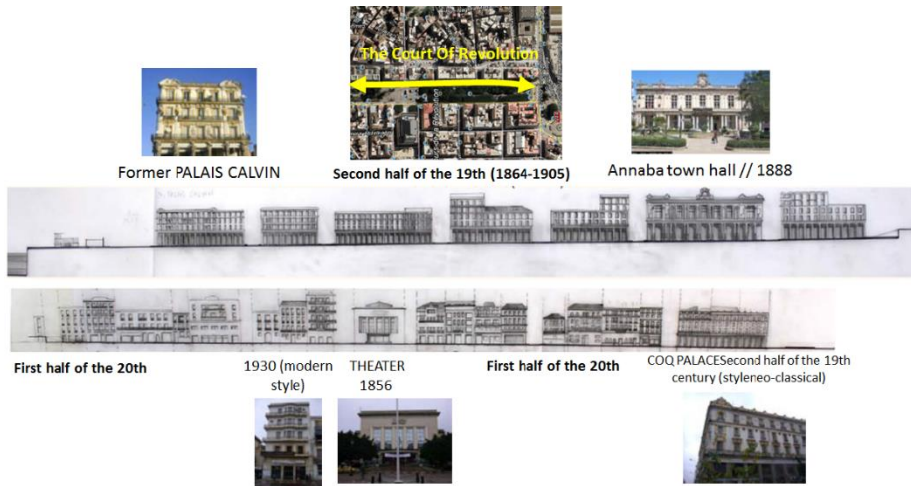 The Court Of Revolution
Former PALAIS CALVIN
Second half of the 19th (1864-1905)
Annaba town hall // 1888
First half of the 20th
1930 (modern
style)
THEATER
1856
First half of the 20th
COQ PALACESecond half of the 19th
century (styleneo-classical)